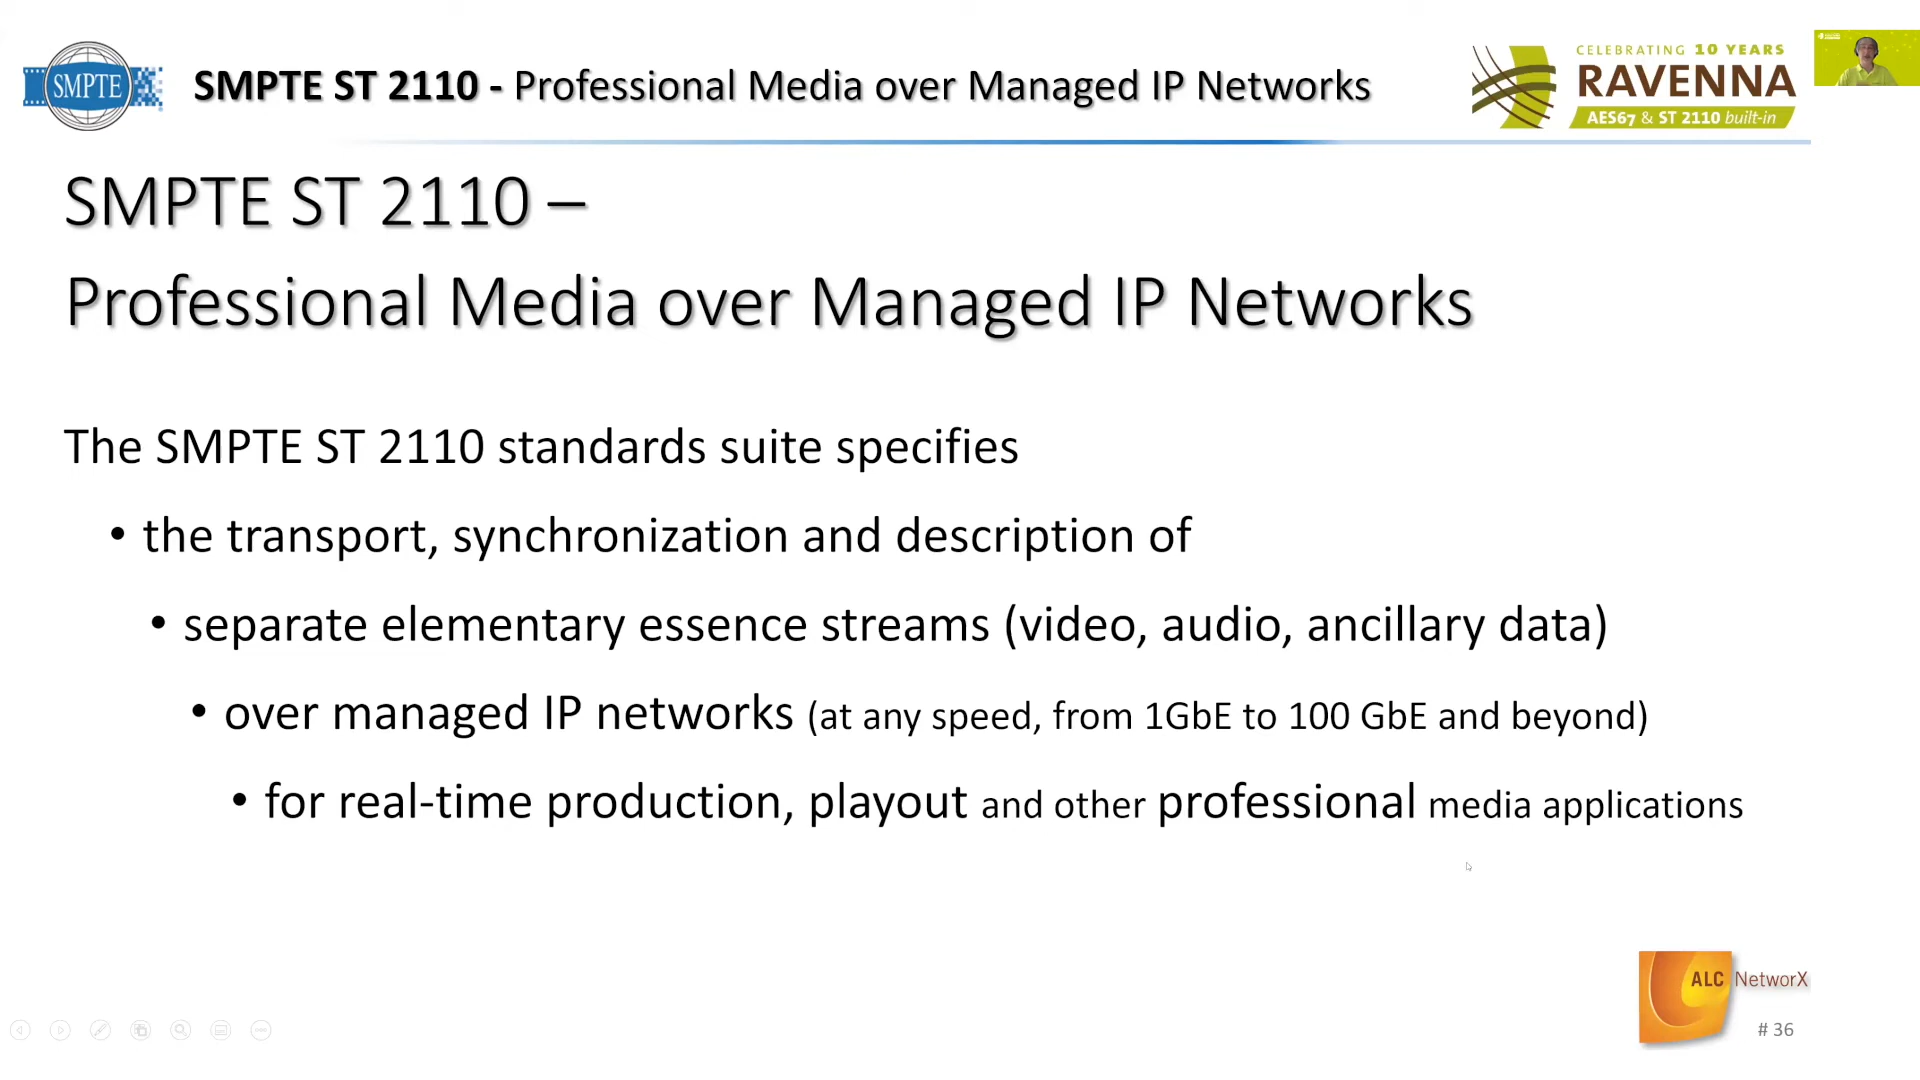 SMPTE
SMPTE ST 2110 - Professional Media over Managed IP Networks
CELEBRATING 10 YEARS
RAVENNA
AES67 & ST 2110 built-in
SMPTE ST 2110 –
Professional Media over Managed IP Networks
The SMPTE ST 2110 standards suite specifies
• the transport, synchronization and description of
• separate elementary essence streams (video, audio, ancillary data)
• over managed IP networks (at any speed, from 1GbE to 100 GbE and beyond)
• for real-time production, playout and other professional media applications
ALC NetworX
# 36